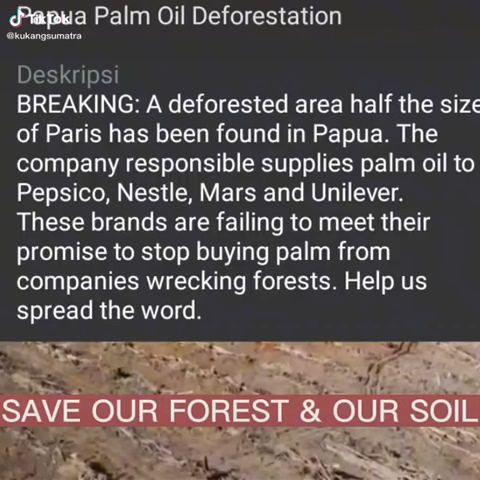 Papua Palm Oil Deforestation
TikTok
@kukangsumatra
Deskripsi
BREAKING: A deforested area half the size
of Paris has been found in Papua. The
company responsible supplies palm oil to
Pepsico, Nestle, Mars and Unilever.
These brands are failing to meet their
promise to stop buying palm from
companies wrecking forests. Help us
spread the word.
SAVE OUR FOREST & OUR SOIL